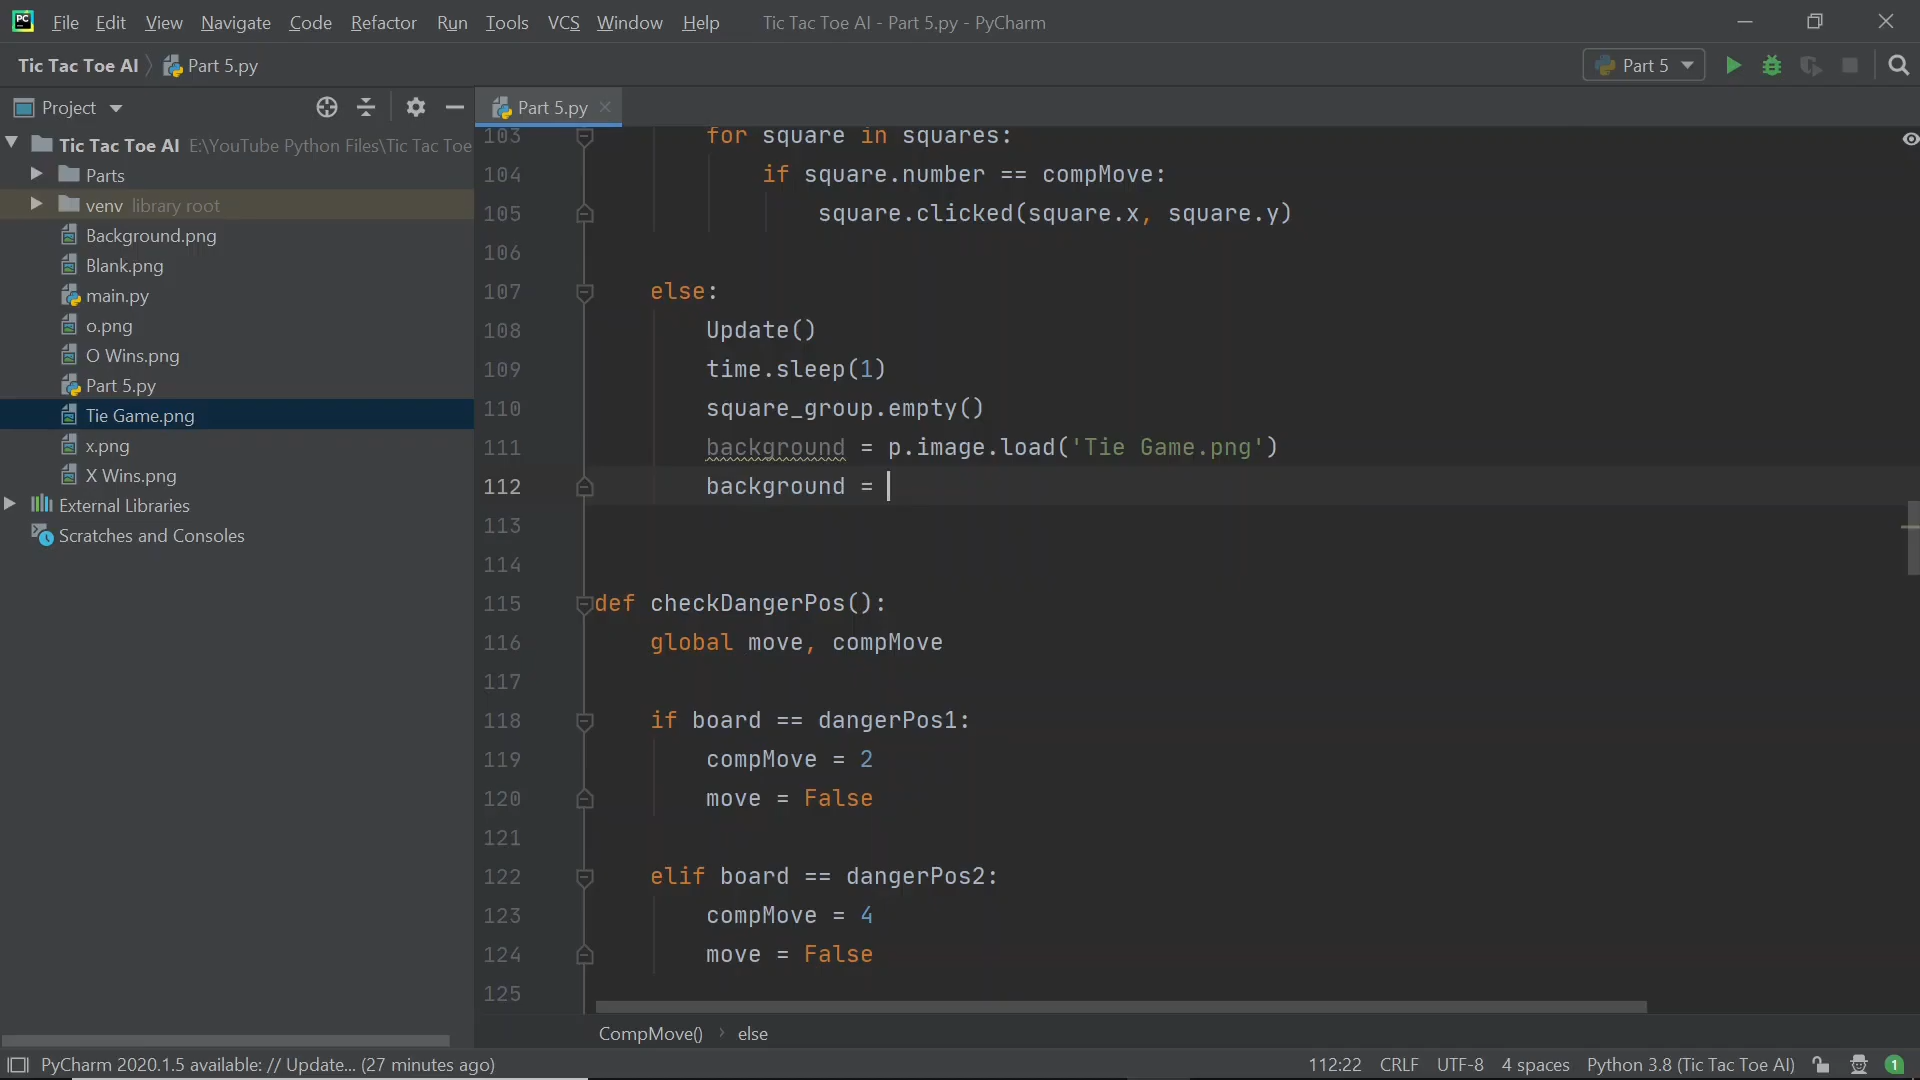 PC File Edit View Navigate Code Refactor Run Tools VCS Window Help Tic Tac Toe AI - Part 5.py - PyCharm
Tic Tac Toe AI Part 5.py Part 5
Project
Part 5.py
Tic Tac Toe AI E:\YouTube Python Files\Tic Tac Toe
Parts
venv library root
Background.png
Blank.png
main.py
o.png
O Wins.png
Part 5.py
Tie Game.png
x.png
X Wins.png
External Libraries
Scratches and Consoles
103 for square in squares:
104 if square.number == compMove:
105 square.clicked(square.x, square.y)
106
107 else:
108 Update()
109 time.sleep(1)
110 square_group.empty()
111 background = p.image.load('Tie Game.png')
112 background =
113
114
115 def checkDangerPos():
116 global move, compMove
117
118 if board == dangerPos1:
119 compMove = 2
120 move = False
121
122 elif board == dangerPos2:
123 compMove = 4
124 move = False
125
CompMove() › else
PyCharm 2020.1.5 available: // Update... (27 minutes ago) 112:22 CRLF UTF-8 4 spaces Python 3.8 (Tic Tac Toe AI) 1